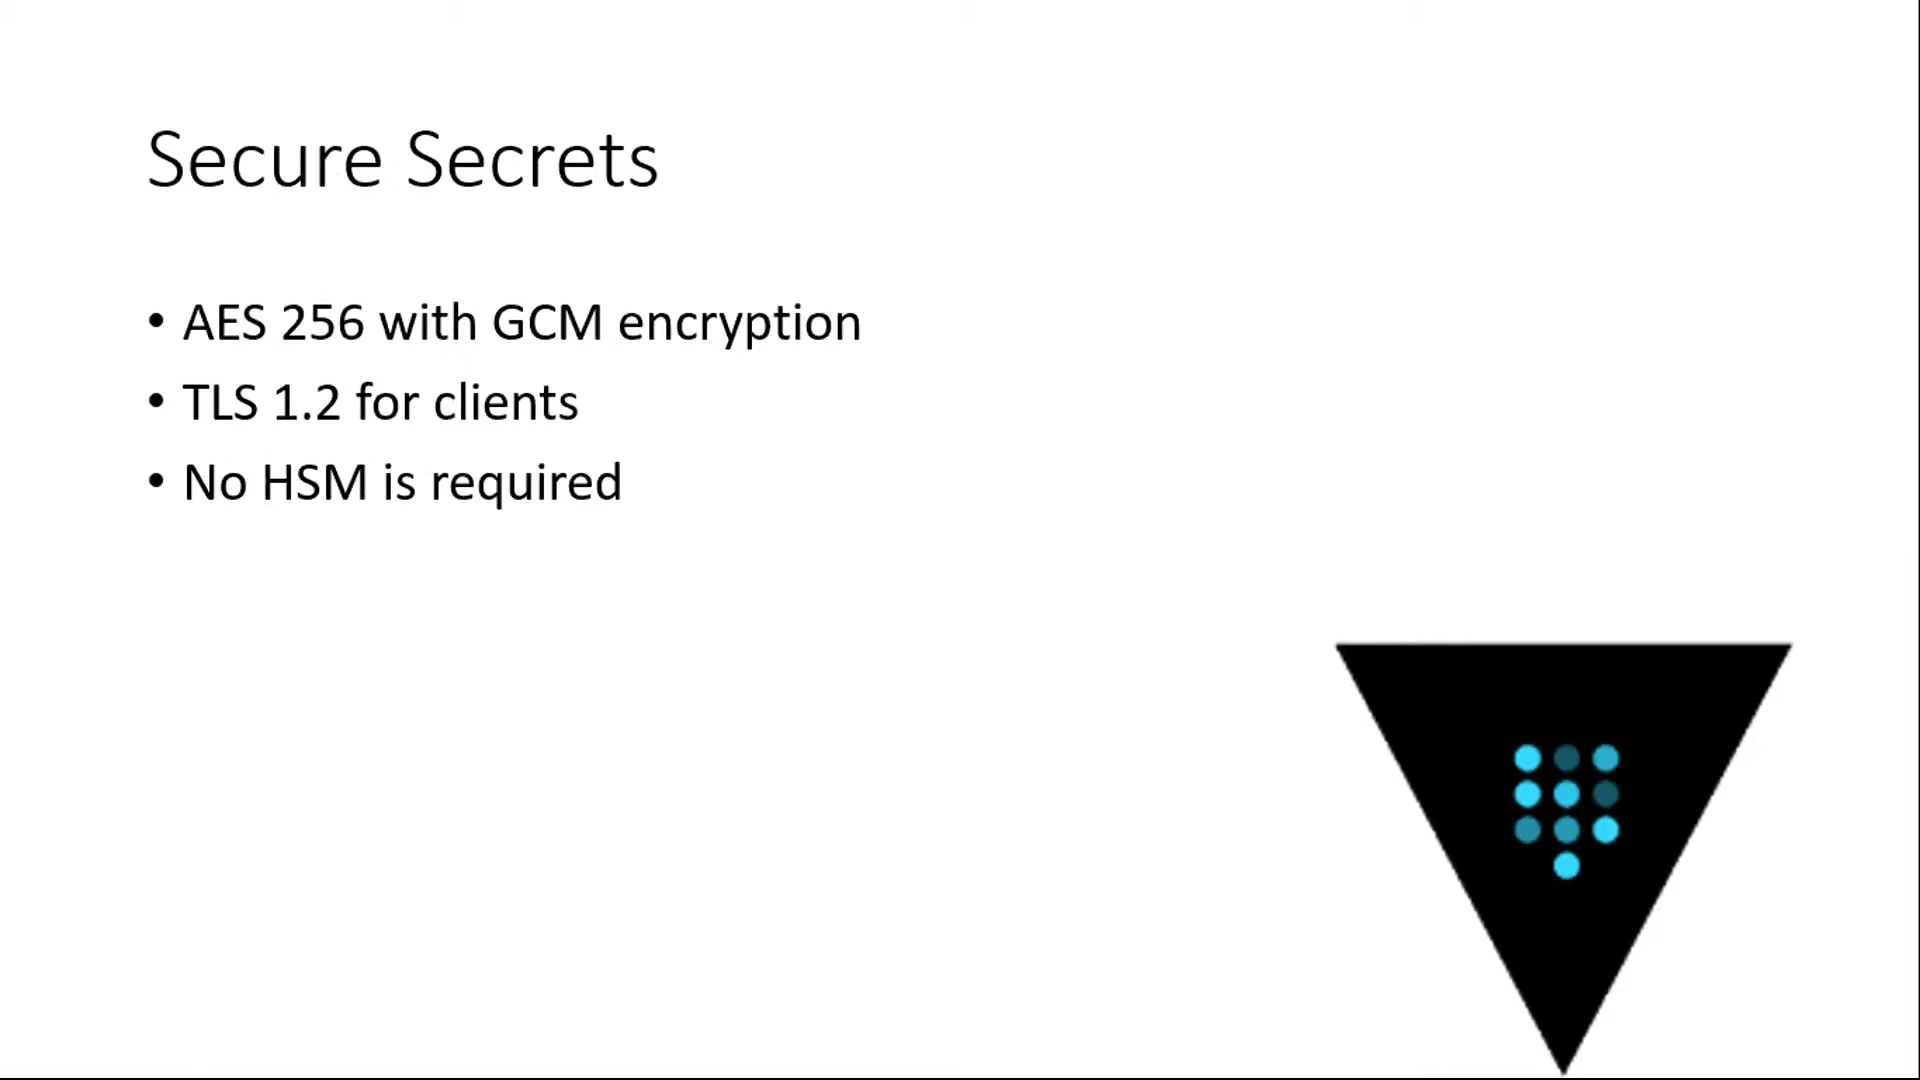 Secure Secrets
• AES 256 with GCM encryption
• TLS 1.2 for clients
• No HSM is required